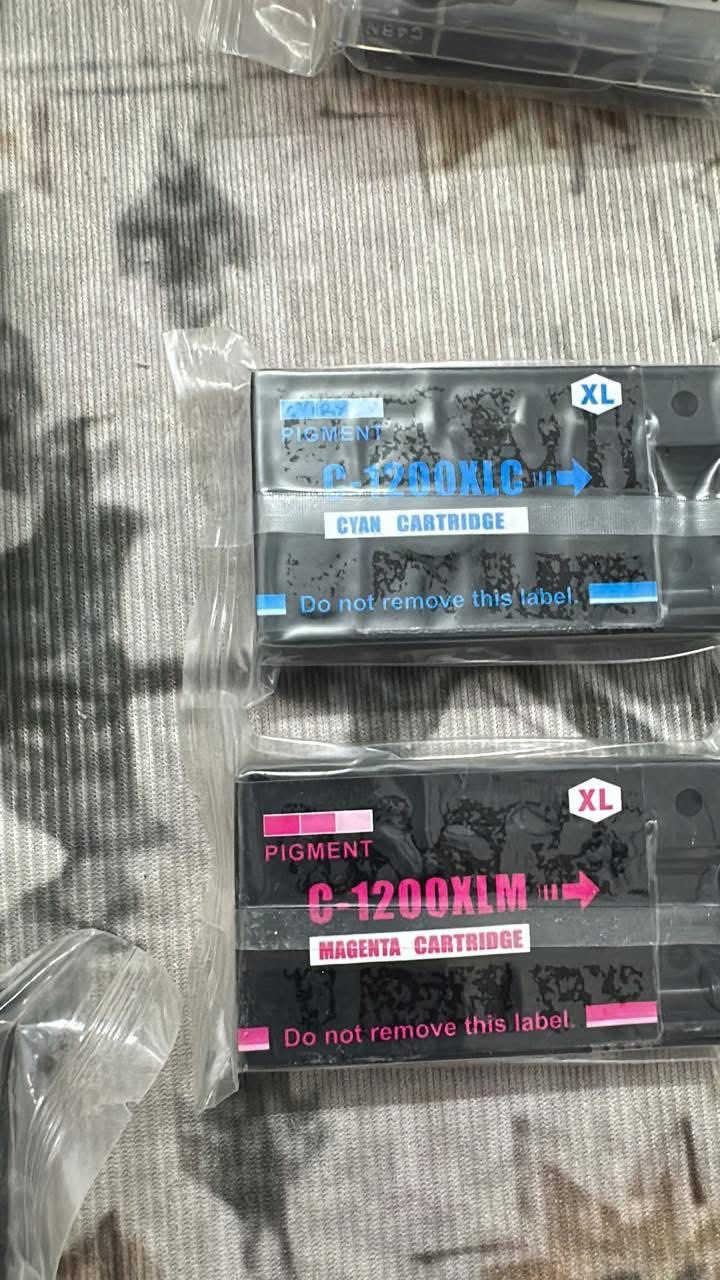 XL
PIGMENT
C-1200XLC
CYAN CARTRIDGE
Do not remove this label.
XL
PIGMENT
C-1200XLM
MAGENTA CARTRIDGE
Do not remove this label.